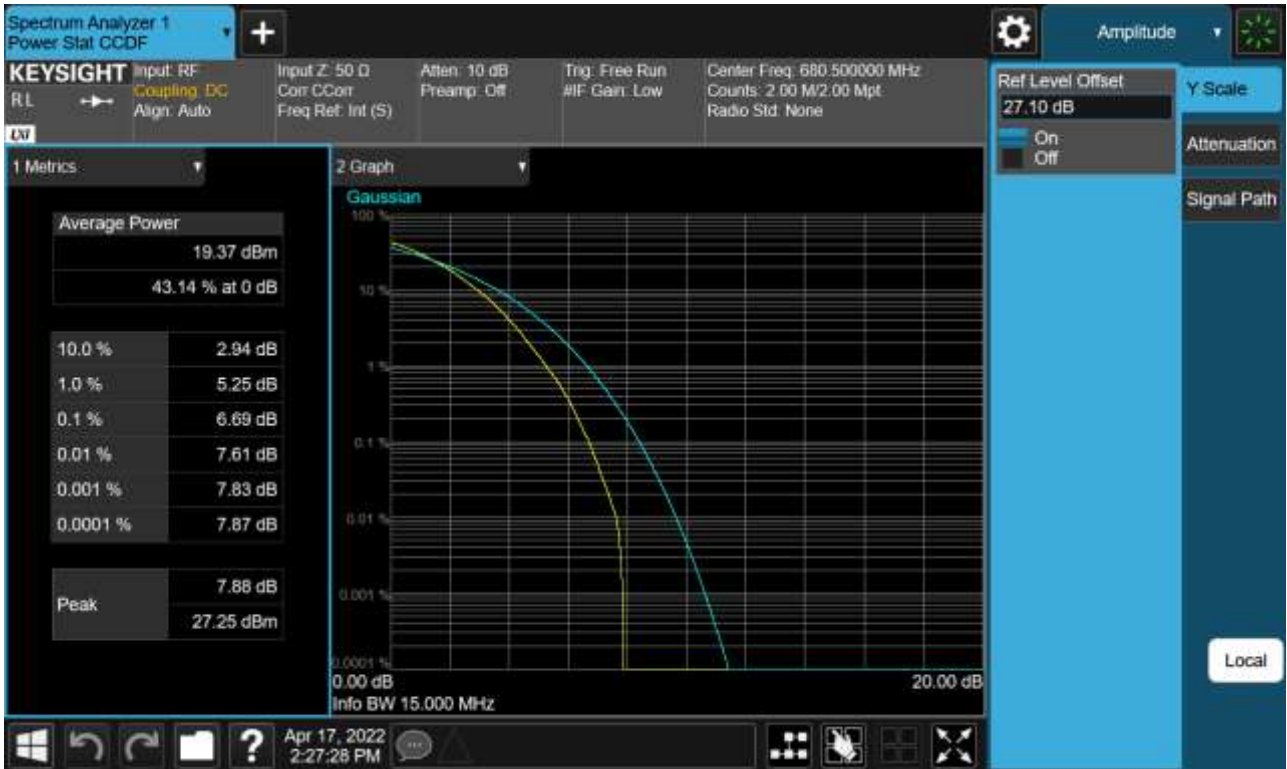 Spectrum Analyzer 1
Power Stat CCDF
+
Amplitude
KEYSIGHT
RL
LXI
Input: RF
Coupling: DC
Align: Auto
Input Z: 50 Ω
Corr CCorr
Freq Ref: Int (S)
Atten: 10 dB
Preamp: Off
Trig: Free Run
#IF Gain: Low
Center Freq: 680.500000 MHz
Counts: 2.00 M/2.00 Mpt
Radio Std: None
Ref Level Offset
27.10 dB
On
Off
Y Scale
Attenuation
Signal Path
Local
1 Metrics
Average Power
19.37 dBm
43.14 % at 0 dB
10.0 % 2.94 dB
1.0 % 5.25 dB
0.1 % 6.69 dB
0.01 % 7.61 dB
0.001 % 7.83 dB
0.0001 % 7.87 dB
Peak
7.88 dB
27.25 dBm
2 Graph
Gaussian
100 %
10 %
1 %
0.1 %
0.01 %
0.001 %
0.0001 %
0.00 dB 20.00 dB
Info BW 15.000 MHz
?
Apr 17, 2022
2:27:28 PM